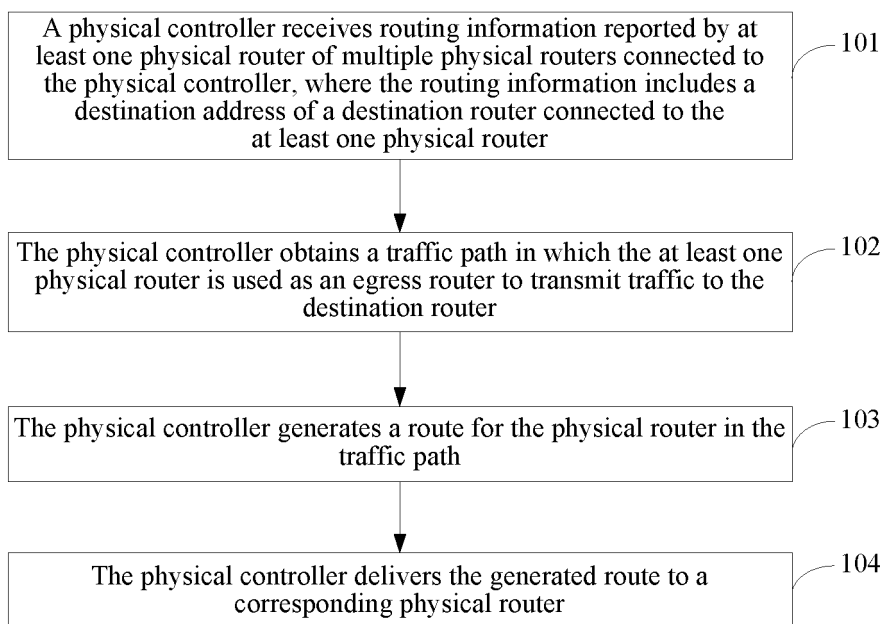 A physical controller receives routing information reported by at
least one physical router of multiple physical routers connected to
the physical controller, where the routing information includes a
destination address of a destination router connected to the
at least one physical router
101
The physical controller obtains a traffic path in which the at least one
physical router is used as an egress router to transmit traffic to the
destination router
102
The physical controller generates a route for the physical router in the
traffic path
103
The physical controller delivers the generated route to a
corresponding physical router
104